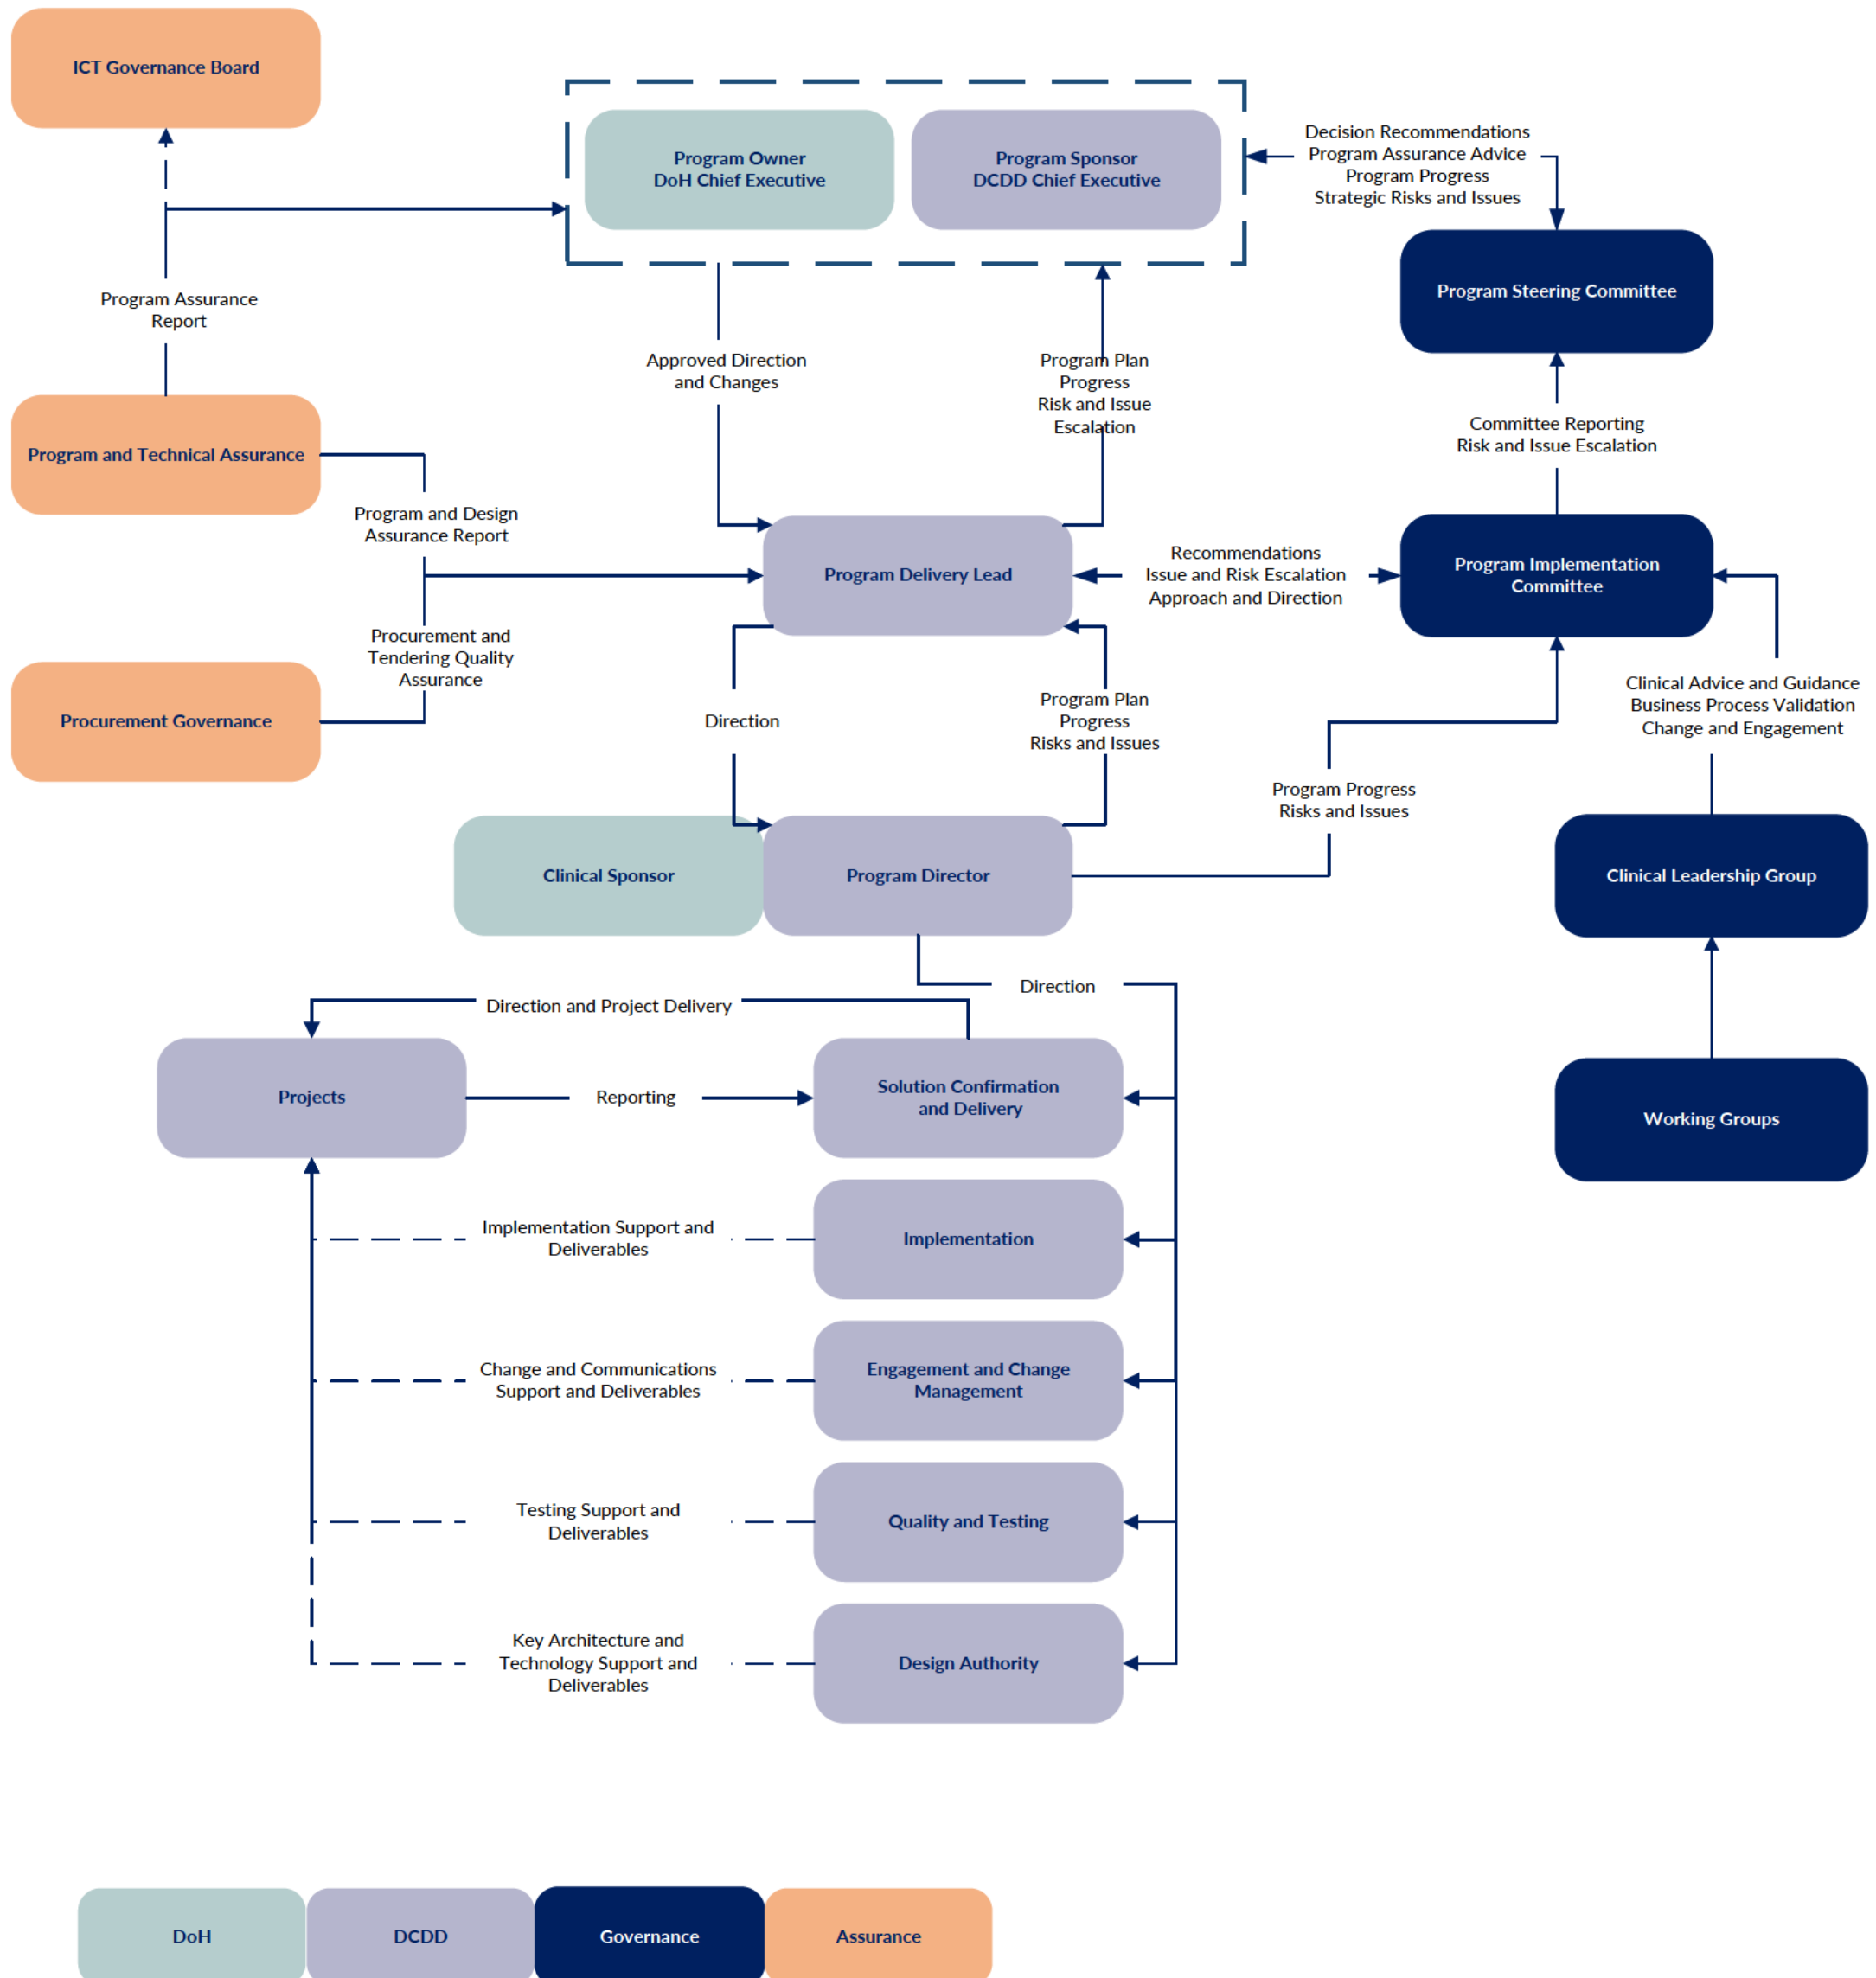 ICT Governance Board
Program Owner
DoH Chief Executive
Program Sponsor
DCDD Chief Executive
Decision Recommendations
Program Assurance Advice
Program Progress
Strategic Risks and Issues
Program Steering Committee
Program Assurance
Report
Approved Direction
and Changes
Program Plan
Progress
Risk and Issue
Escalation
Committee Reporting
Risk and Issue Escalation
Program and Technical Assurance
Program and Design
Assurance Report
Program Delivery Lead
Recommendations
Issue and Risk Escalation
Approach and Direction
Program Implementation
Committee
Procurement and
Tendering Quality
Assurance
Procurement Governance
Direction
Program Plan
Progress
Risks and Issues
Clinical Advice and Guidance
Business Process Validation
Change and Engagement
Program Progress
Risks and Issues
Clinical Sponsor
Program Director
Clinical Leadership Group
Direction
Direction and Project Delivery
Projects
Reporting
Solution Confirmation
and Delivery
Working Groups
Implementation Support and
Deliverables
Implementation
Change and Communications
Support and Deliverables
Engagement and Change
Management
Testing Support and
Deliverables
Quality and Testing
Key Architecture and
Technology Support and
Deliverables
Design Authority
DoH
DCDD
Governance
Assurance